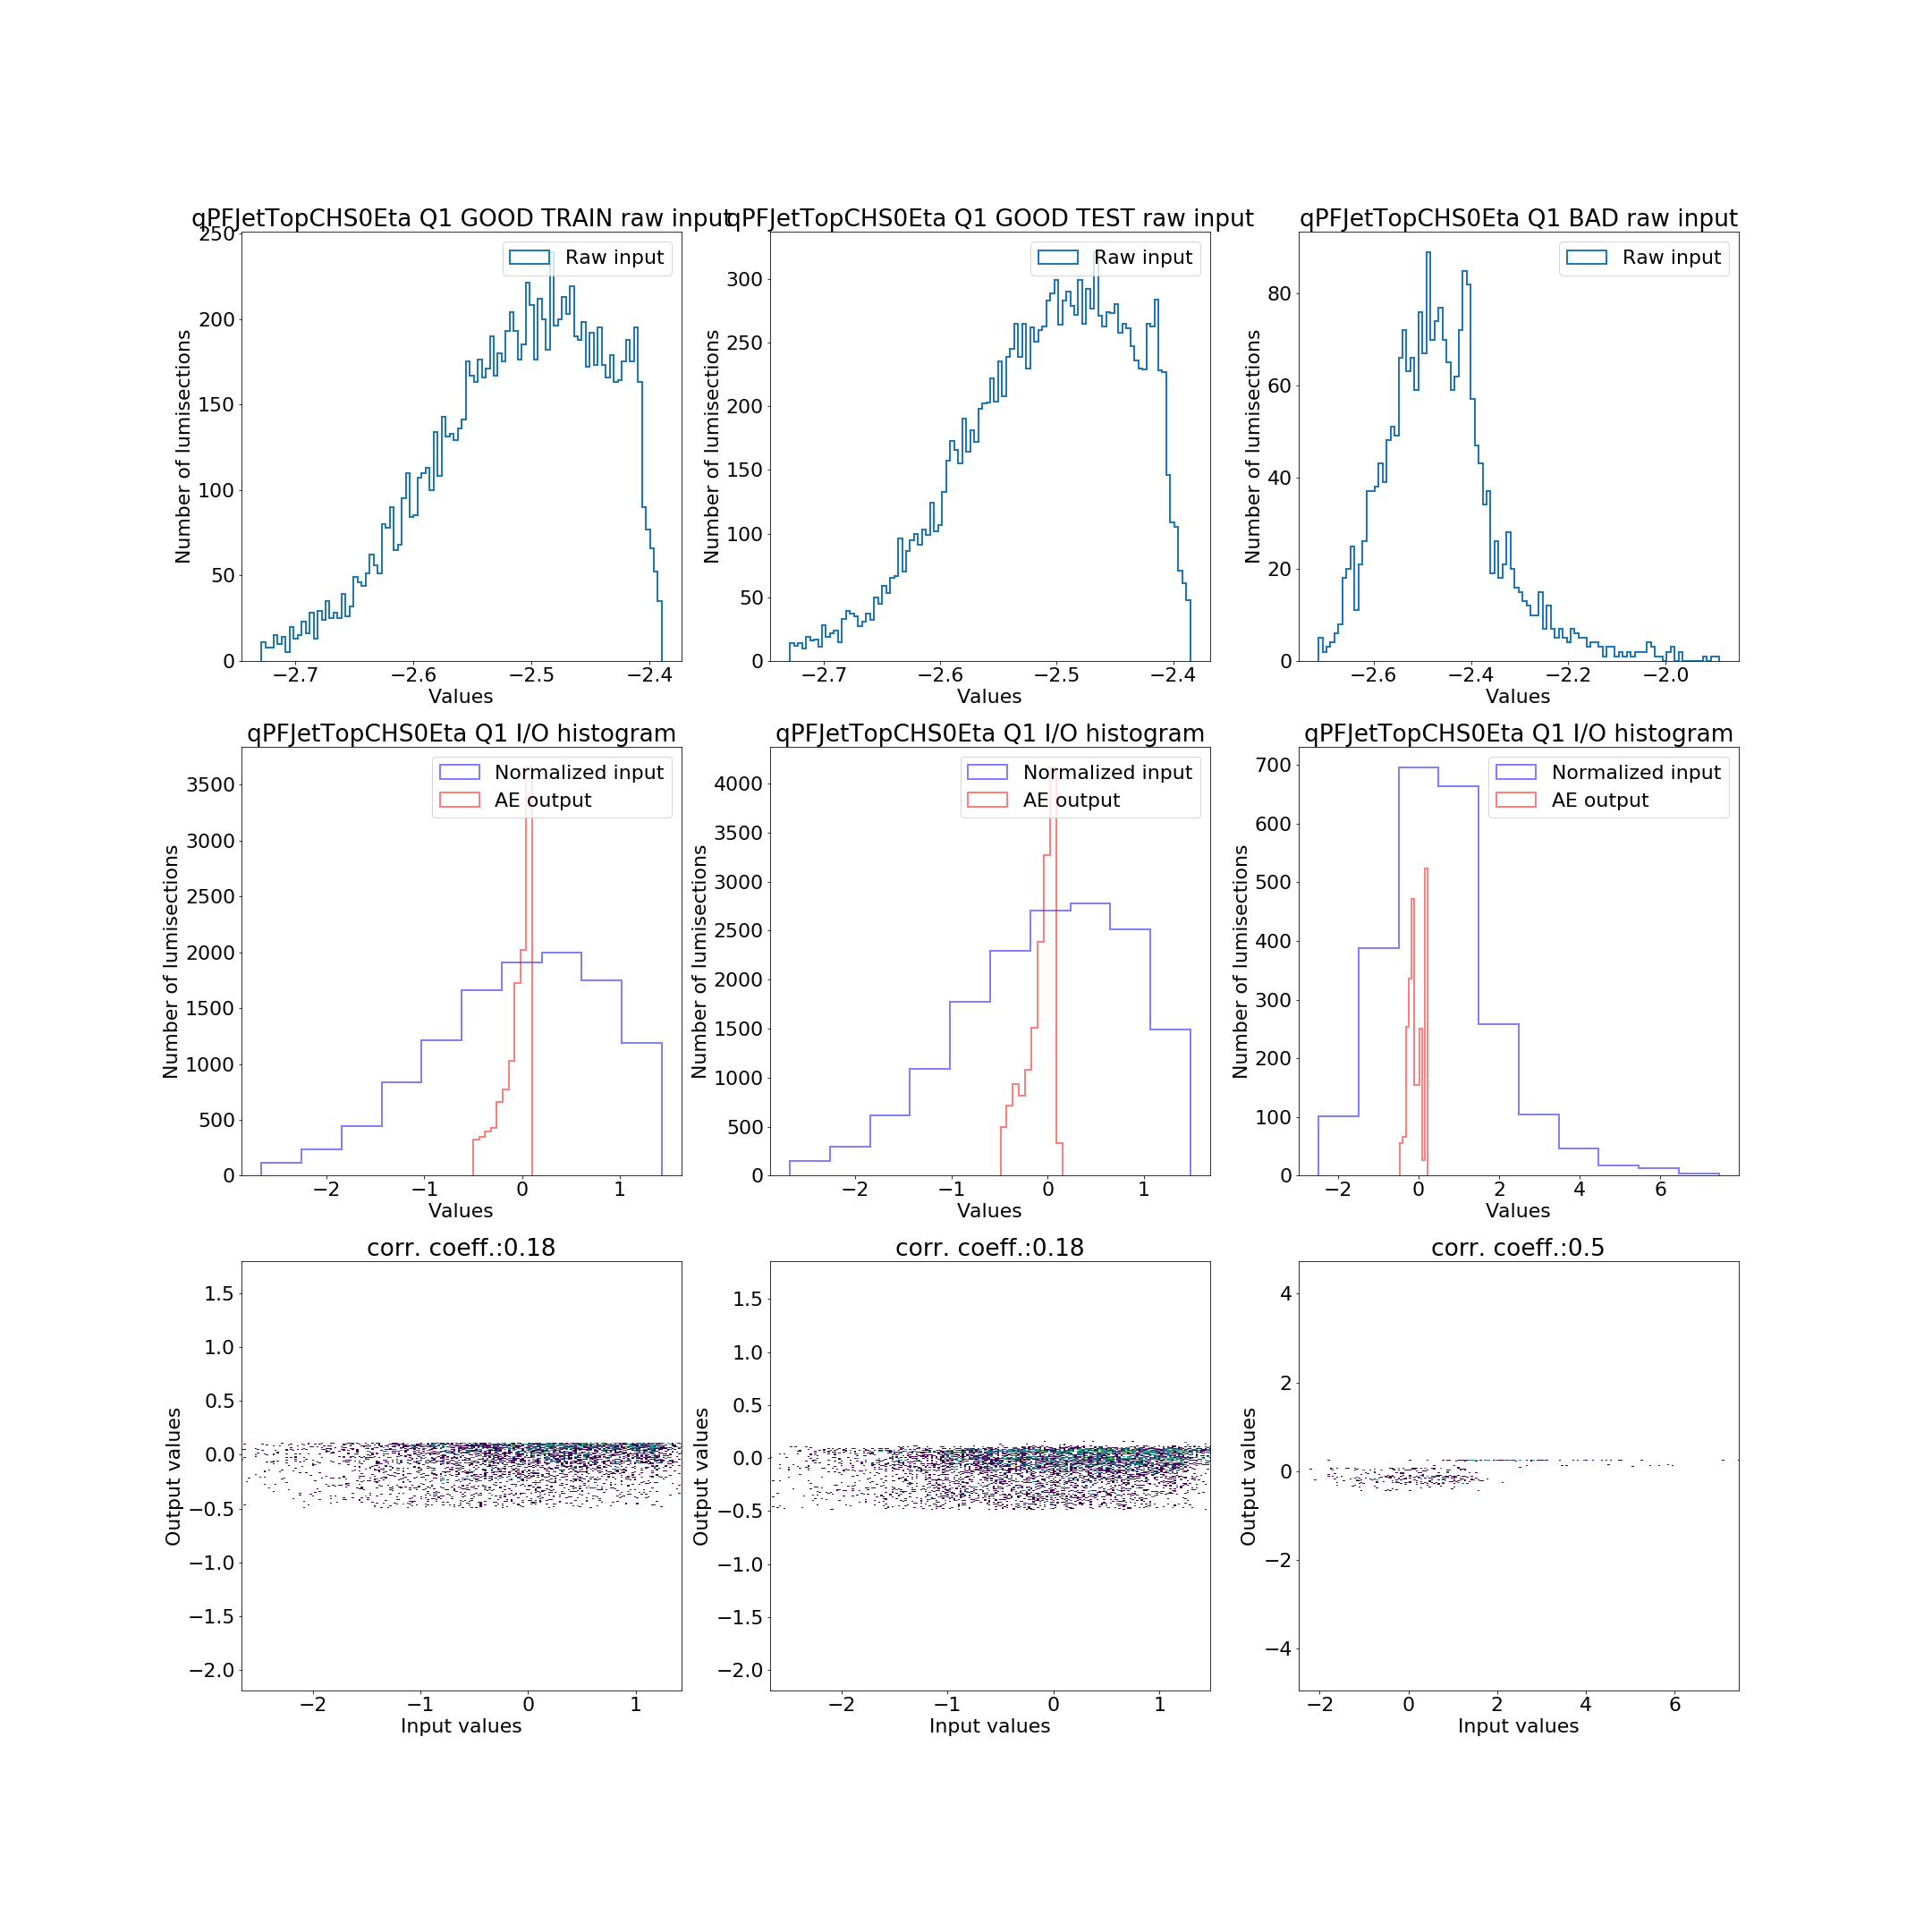 qPFJetTopCHS0Eta Q1 GOOD TRAIN raw input
qPFJetTopCHS0Eta Q1 GOOD TEST raw input
qPFJetTopCHS0Eta Q1 BAD raw input
Raw input
Raw input
Raw input
Number of lumisections
250
200
150
100
50
0
−2.7
−2.6
−2.5
−2.4
Values
Number of lumisections
300
250
200
150
100
50
0
−2.7
−2.6
−2.5
−2.4
Values
Number of lumisections
80
60
40
20
0
−2.6
−2.4
−2.2
−2.0
Values
qPFJetTopCHS0Eta Q1 I/O histogram
qPFJetTopCHS0Eta Q1 I/O histogram
qPFJetTopCHS0Eta Q1 I/O histogram
Normalized input
AE output
Normalized input
AE output
Normalized input
AE output
Number of lumisections
3500
3000
2500
2000
1500
1000
500
0
−2
−1
0
1
Values
Number of lumisections
4000
3500
3000
2500
2000
1500
1000
500
0
−2
−1
0
1
Values
Number of lumisections
700
600
500
400
300
200
100
0
−2
0
2
4
6
Values
corr. coeff.:0.18
corr. coeff.:0.18
corr. coeff.:0.5
Output values
1.5
1.0
0.5
0.0
−0.5
−1.0
−1.5
−2.0
−2
−1
0
1
Input values
Output values
1.5
1.0
0.5
0.0
−0.5
−1.0
−1.5
−2.0
−2
−1
0
1
Input values
Output values
4
2
0
−2
−4
−2
0
2
4
6
Input values